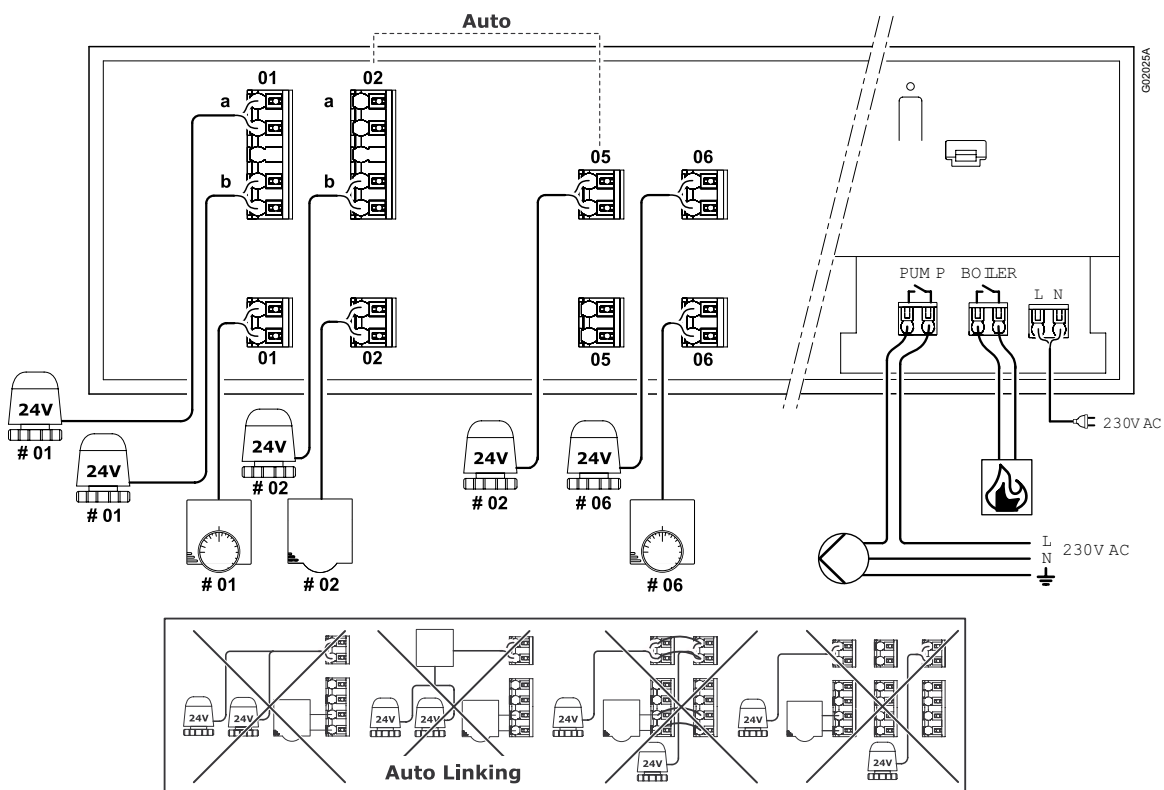 Auto
G02025A
01 02
a a
05 06
b b
PUMP BOILER
L N
01 02 05 06
24V
# 01
24V
# 01
24V
# 02
24V
# 02
24V
# 06
230V AC
# 01 # 02 # 06
L
N
230V AC
24V 24V 24V 24V 24V 24V
24V 24V
Auto Linking